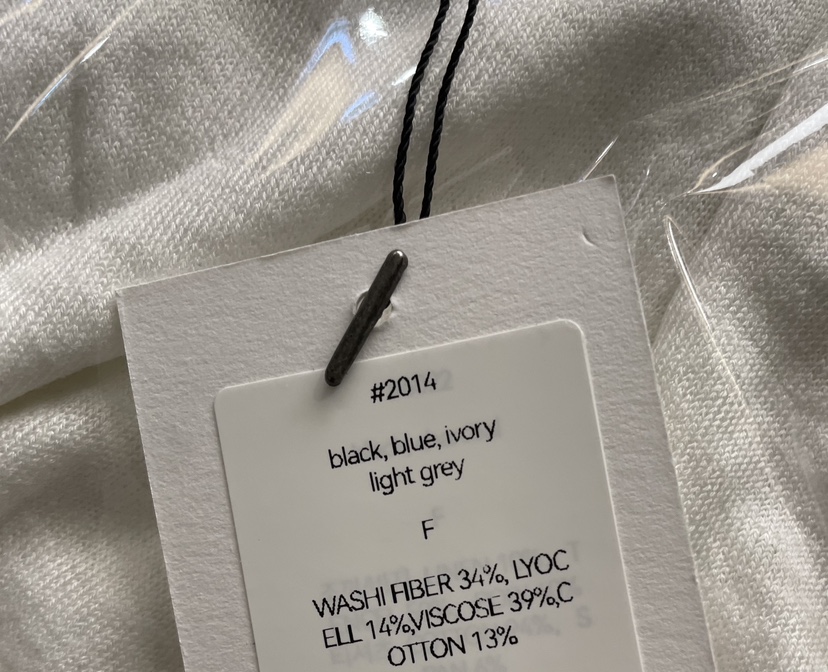 #2014
black, blue, ivory
light grey
F
WASHI FIBER 34%, LYOC
ELL 14%,VISCOSE 39%,C
OTTON 13%